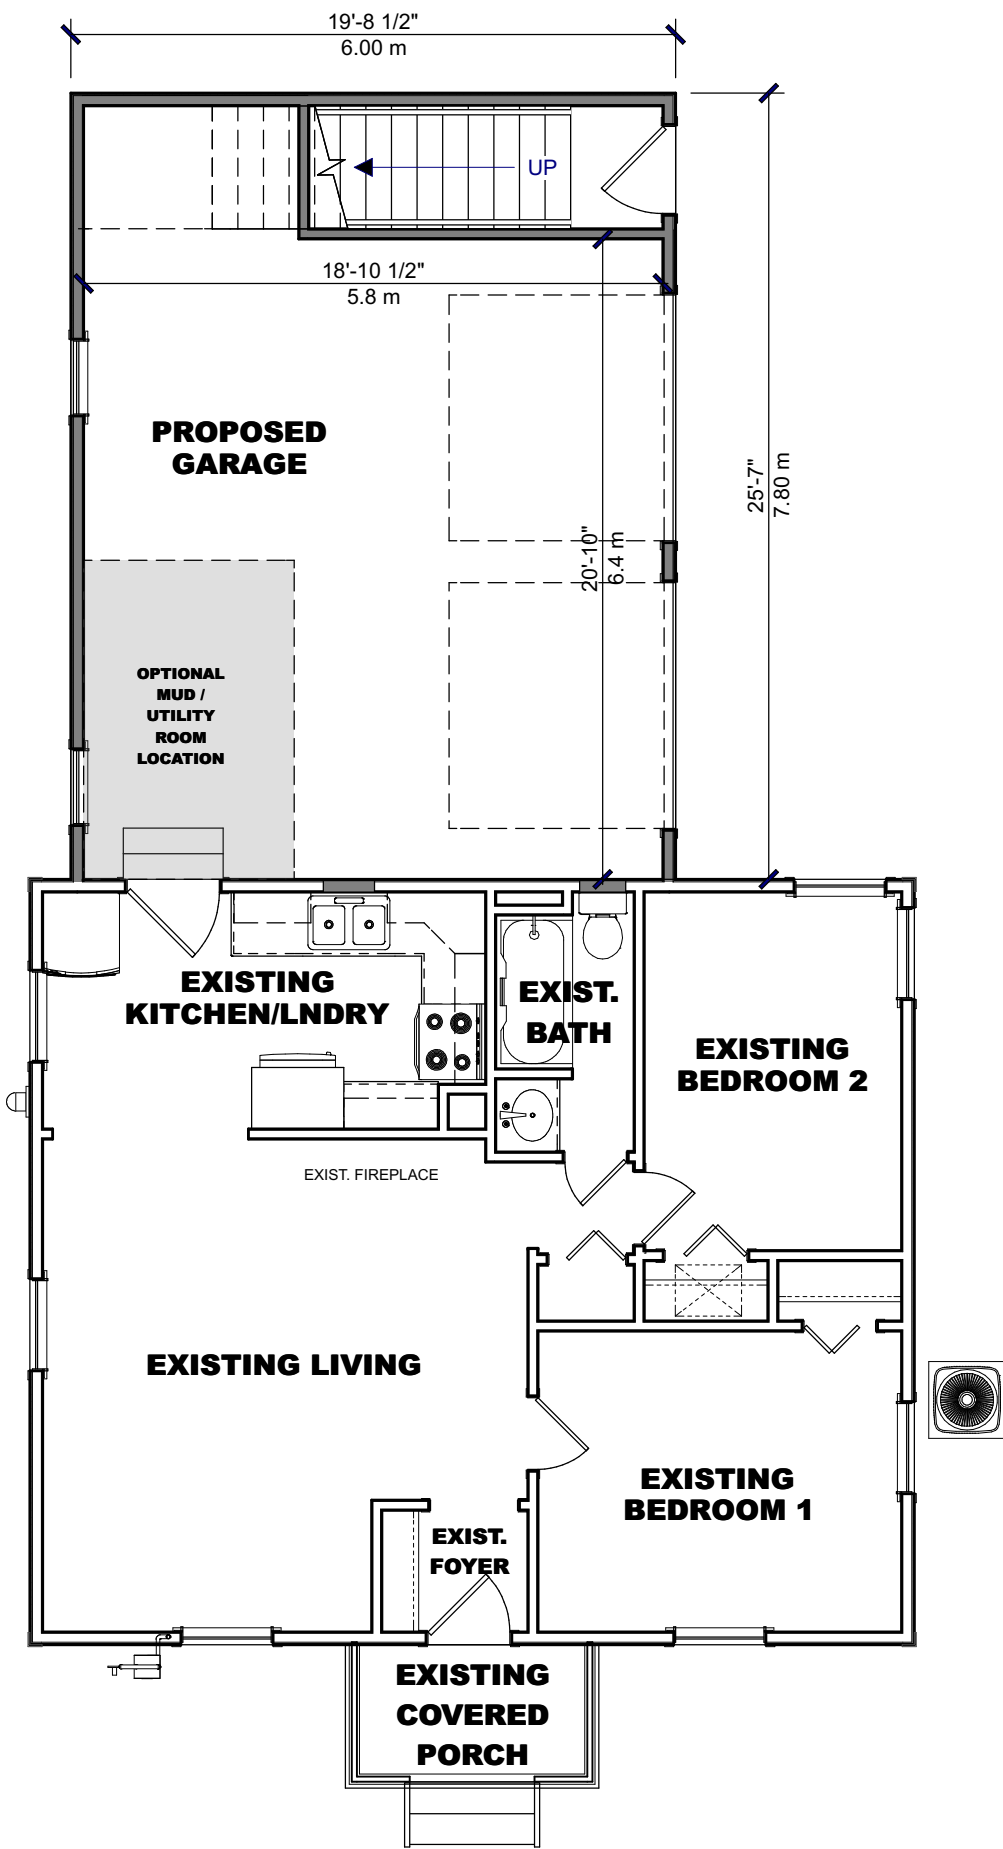 19'-8 1/2"
6.00 m
UP
18'-10 1/2"
5.8 m
PROPOSED
GARAGE
25'-7"
7.80 m
20'-10"
6.4 m
OPTIONAL
MUD /
UTILITY
ROOM
LOCATION
EXISTING
KITCHEN/LNDRY
EXIST.
BATH
EXISTING
BEDROOM 2
EXIST. FIREPLACE
EXISTING LIVING
EXISTING
BEDROOM 1
EXIST.
FOYER
EXISTING
COVERED
PORCH